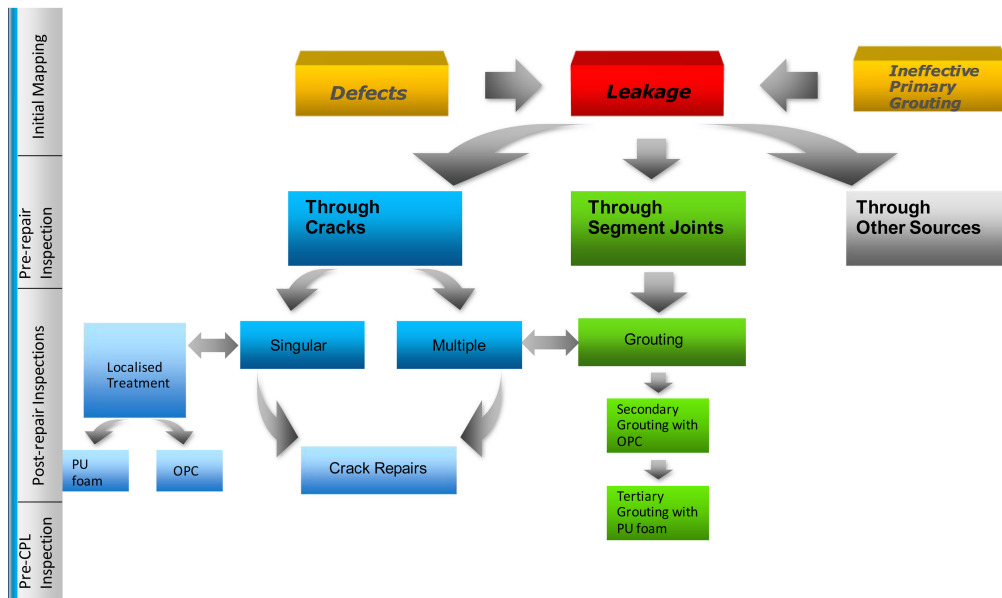 Initial Mapping
Defects
Leakage
Ineffective
Primary
Grouting
Pre-repair
Inspection
Through
Cracks
Through
Segment Joints
Through
Other Sources
Post-repair Inspections
Localised
Treatment
Singular
Multiple
Grouting
PU
foam
OPC
Crack Repairs
Secondary
Grouting with
OPC
Tertiary
Grouting with
PU foam
Pre-CPL
Inspection